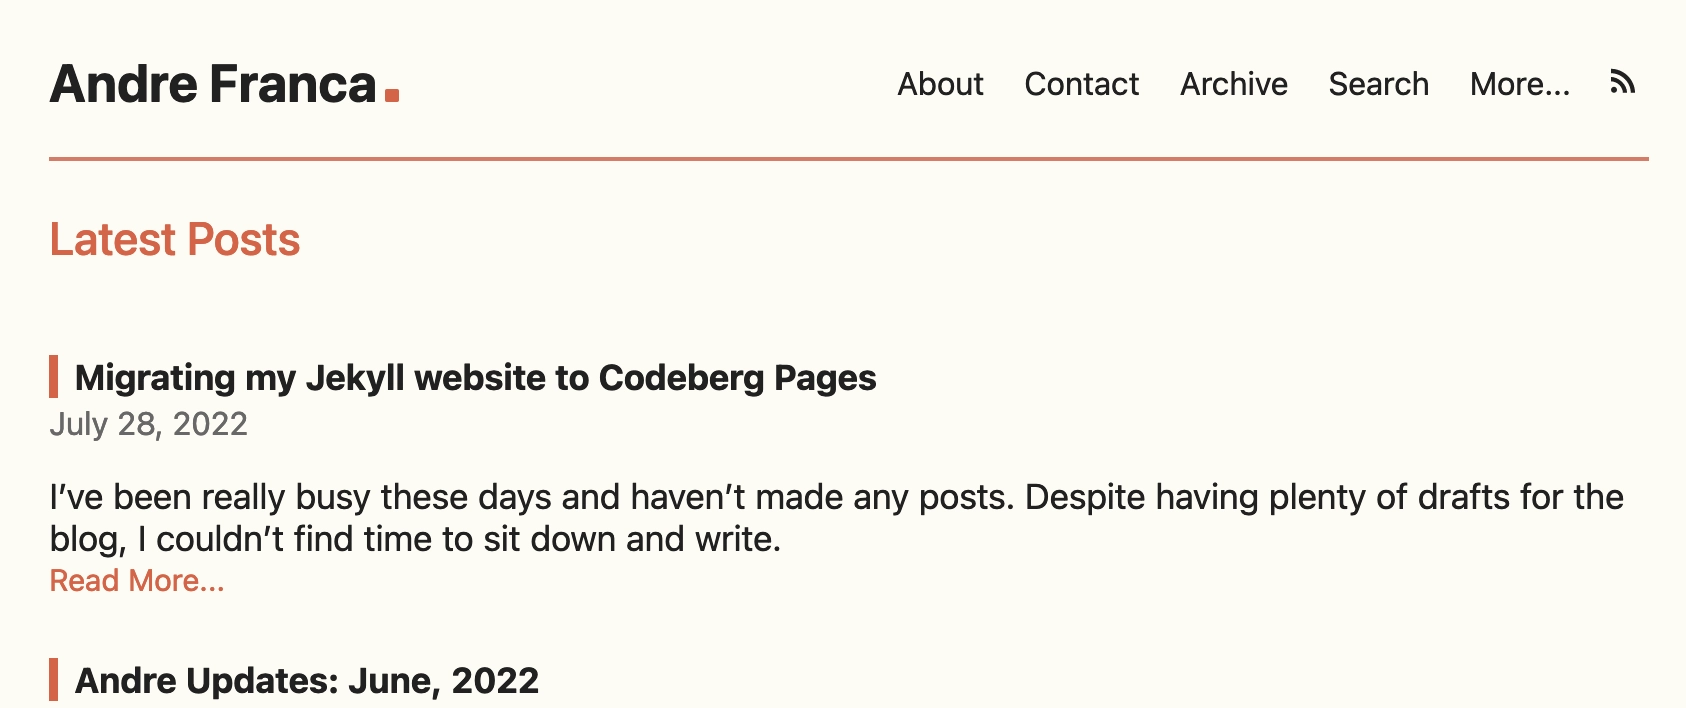 Andre Franca.
About Contact Archive Search More...
Latest Posts
Migrating my Jekyll website to Codeberg Pages
July 28, 2022
I’ve been really busy these days and haven’t made any posts. Despite having plenty of drafts for the
blog, I couldn’t find time to sit down and write.
Read More...
Andre Updates: June, 2022